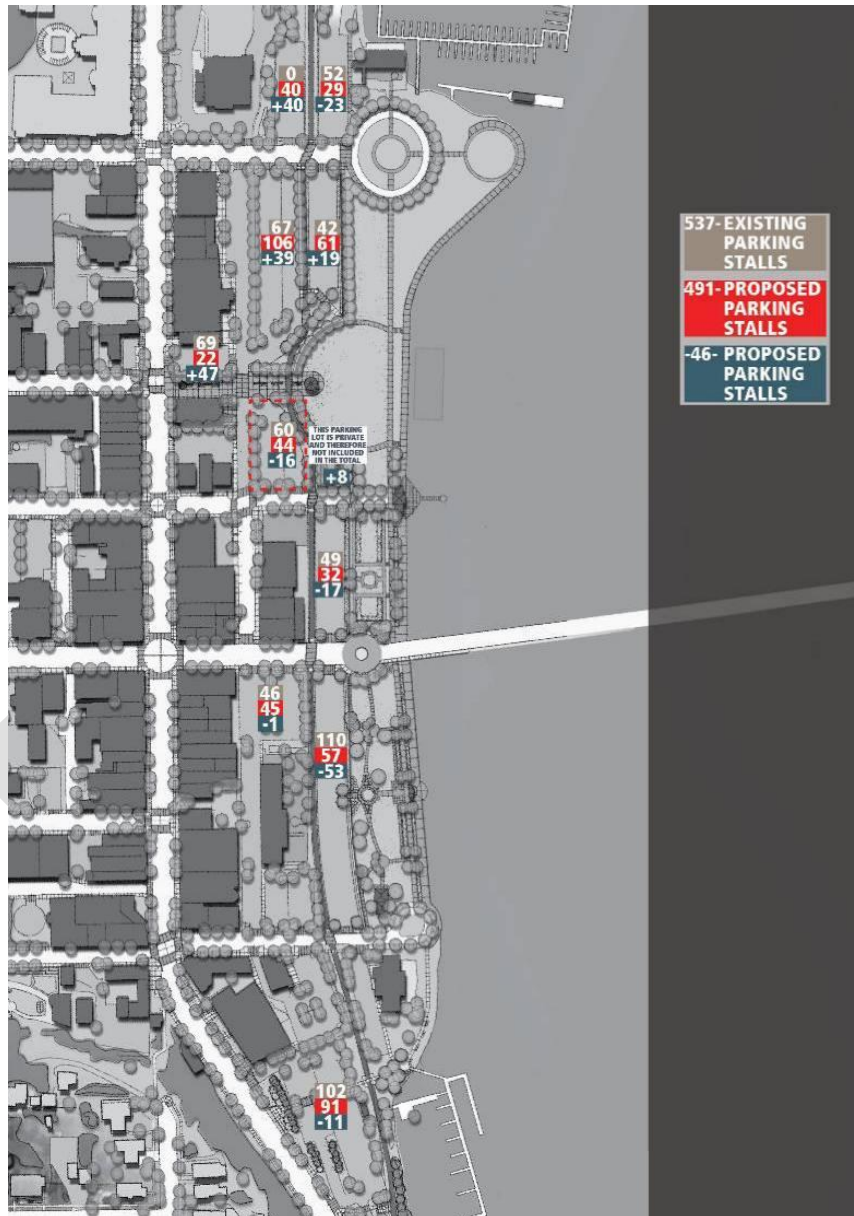 0
40
+40
52
29
-23
67
106
+39
42
61
+19
537-EXISTING
PARKING
STALLS
491-PROPOSED
PARKING
STALLS
-46- PROPOSED
PARKING
STALLS
69
22
+47
60
44
-16
THIS PARKING
LOT IS PRIVATE
AND THEREFORE
NOT INCLUDED
IN THE TOTAL
+8
49
32
-17
46
45
-1
110
57
-53
102
91
-11